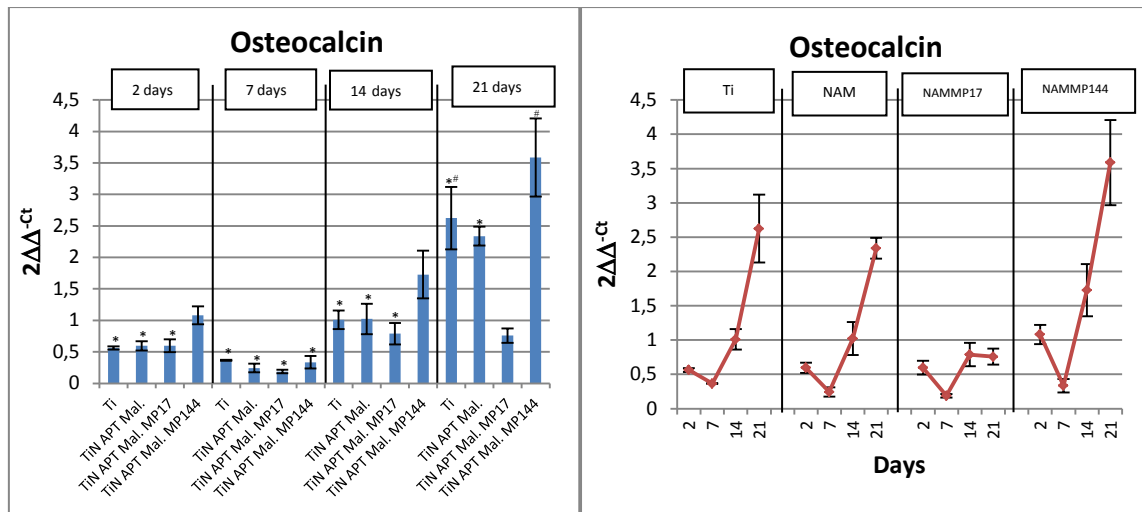 Osteocalcin
2 days 7 days 14 days 21 days
4,5
4
3,5
3
2,5
2
1,5
1
0,5
0
2ΔΔ-Ct
* * * * * * * * * * *# * #
Ti
TiN APT Mal.
TiN APT Mal. MP17
TiN APT Mal. MP144
Ti
TiN APT Mal.
TiN APT Mal. MP17
TiN APT Mal. MP144
Ti
TiN APT Mal.
TiN APT Mal. MP17
TiN APT Mal. MP144
Ti
TiN APT Mal.
TiN APT Mal. MP17
TiN APT Mal. MP144
Osteocalcin
Ti NAM NAMMP17 NAMMP144
4,5
4
3,5
3
2,5
2
1,5
1
0,5
0
2ΔΔ-Ct
2 7 14 21 2 7 14 21 2 7 14 21 2 7 14 21
Days